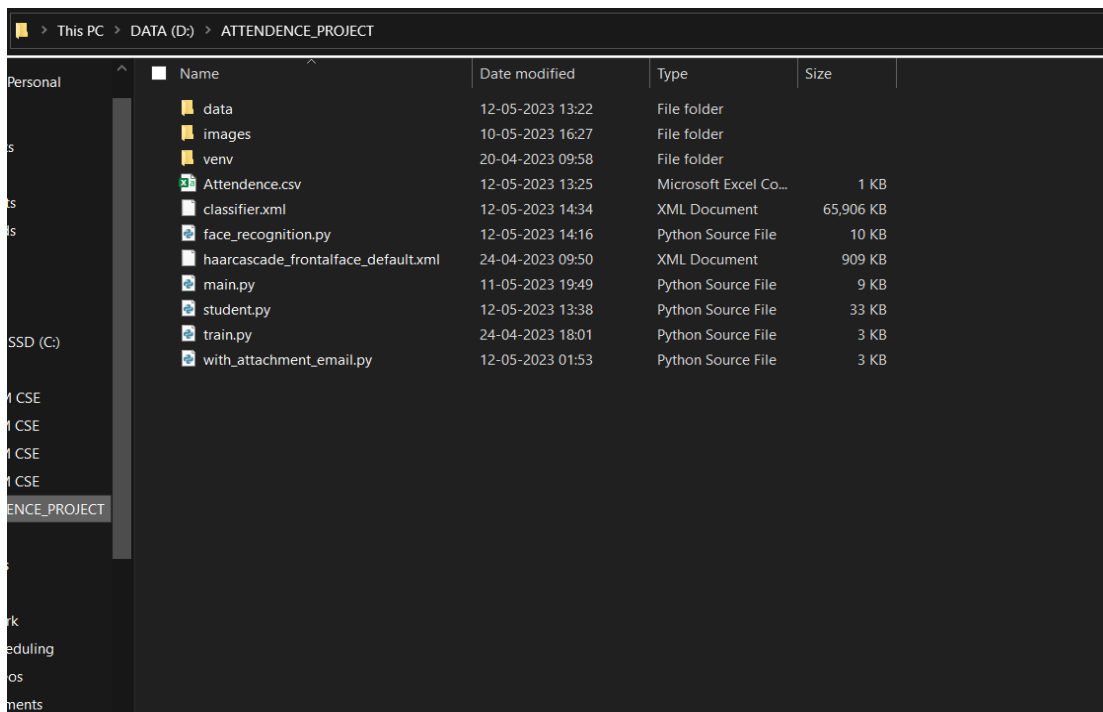 This PC > DATA (D:) > ATTENDENCE_PROJECT
Personal
SSD (C:)
CSE
CSE
CSE
CSE
ENCE_PROJECT
eduling
Name Date modified Type Size
data 12-05-2023 13:22 File folder
images 10-05-2023 16:27 File folder
venv 20-04-2023 09:58 File folder
Attendence.csv 12-05-2023 13:25 Microsoft Excel Co... 1 KB
classifier.xml 12-05-2023 14:34 XML Document 65,906 KB
face_recognition.py 12-05-2023 14:16 Python Source File 10 KB
haarcascade_frontalface_default.xml 24-04-2023 09:50 XML Document 909 KB
main.py 11-05-2023 19:49 Python Source File 9 KB
student.py 12-05-2023 13:38 Python Source File 33 KB
train.py 24-04-2023 18:01 Python Source File 3 KB
with_attachment_email.py 12-05-2023 01:53 Python Source File 3 KB